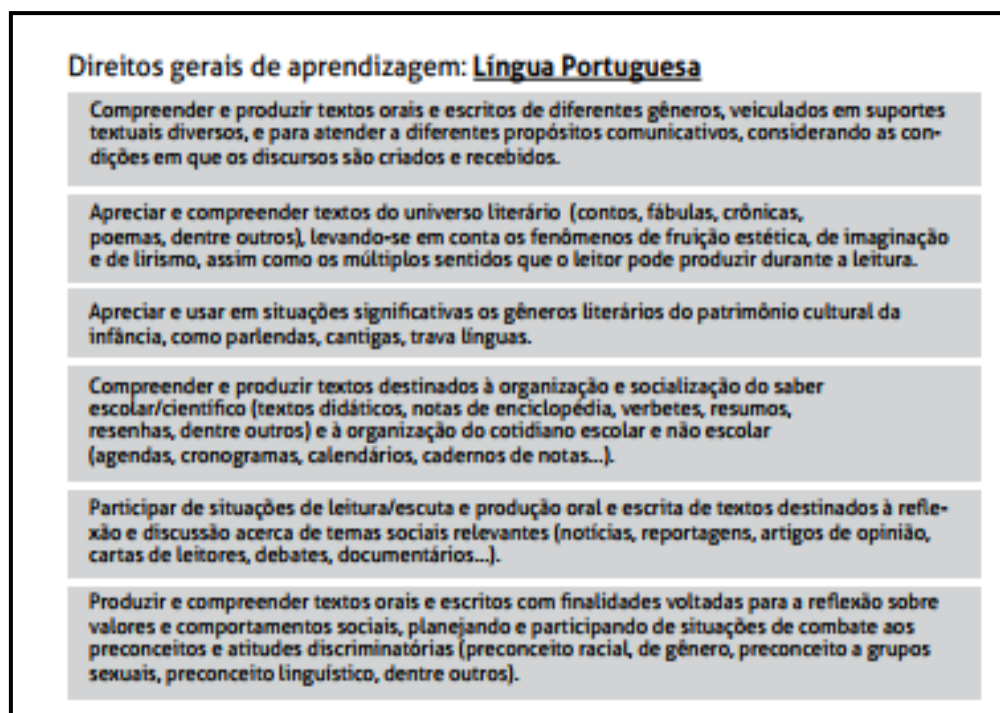 Direitos gerais de aprendizagem: Língua Portuguesa
Compreender e produzir textos orais e escritos de diferentes gêneros, veiculados em suportes
textuais diversos, e para atender a diferentes propósitos comunicativos, considerando as con-
dições em que os discursos são criados e recebidos.
Apreciar e compreender textos do universo literário (contos, fábulas, crônicas,
poemas, dentre outros), levando-se em conta os fenômenos de fruição estética, de imaginação
e de lirismo, assim como os múltiplos sentidos que o leitor pode produzir durante a leitura.
Apreciar e usar em situações significativas os gêneros literários do patrimônio cultural da
infância, como parlendas, cantigas, trava línguas.
Compreender e produzir textos destinados à organização e socialização do saber
escolar/científico (textos didáticos, notas de enciclopédia, verbetes, resumos,
resenhas, dentre outros) e à organização do cotidiano escolar e não escolar
(agendas, cronogramas, calendários, cadernos de notas...).
Participar de situações de leitura/escuta e produção oral e escrita de textos destinados à refle-
xão e discussão acerca de temas sociais relevantes (notícias, reportagens, artigos de opinião,
cartas de leitores, debates, documentários...).
Produzir e compreender textos orais e escritos com finalidades voltadas para a reflexão sobre
valores e comportamentos sociais, planejando e participando de situações de combate aos
preconceitos e atitudes discriminatórias (preconceito racial, de gênero, preconceito a grupos
sexuais, preconceito linguístico, dentre outros).